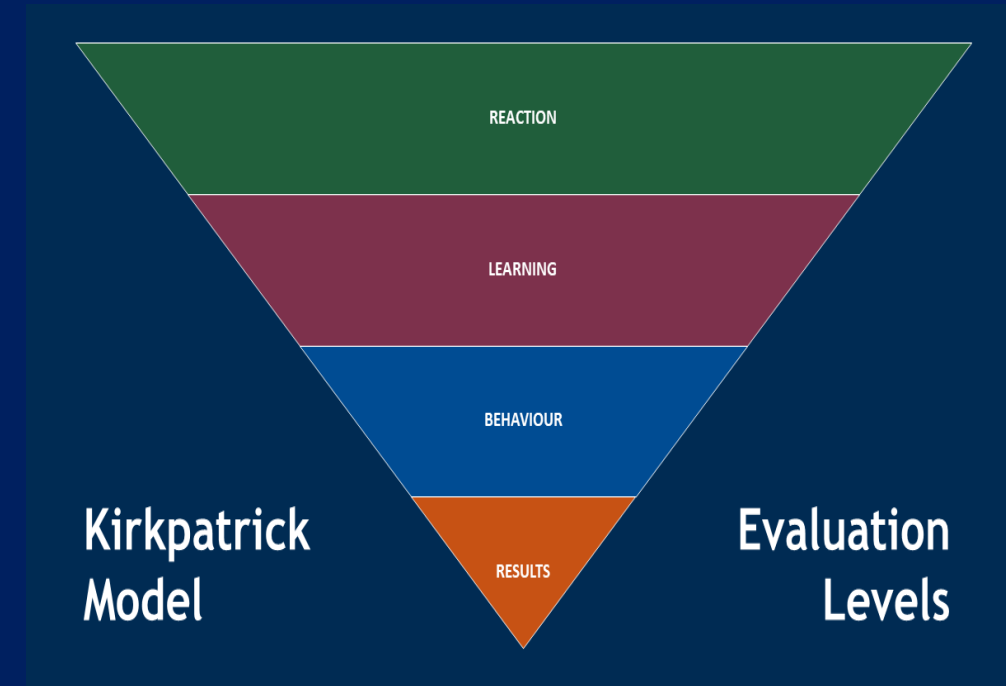 REACTION
LEARNING
BEHAVIOUR
RESULTS
Kirkpatrick
Model
Evaluation
Levels